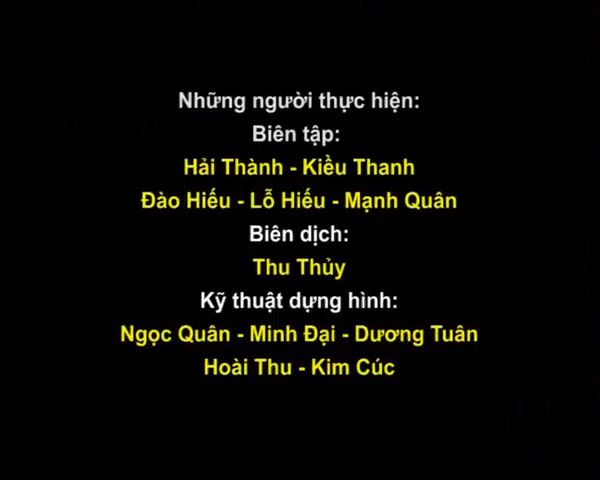 Những người thực hiện:
Biên tập:
Hải Thành - Kiều Thanh
Đào Hiếu - Lỗ Hiếu - Mạnh Quân
Biên dịch:
Thu Thủy
Kỹ thuật dựng hình:
Ngọc Quân - Minh Đại - Dương Tuân
Hoài Thu - Kim Cúc